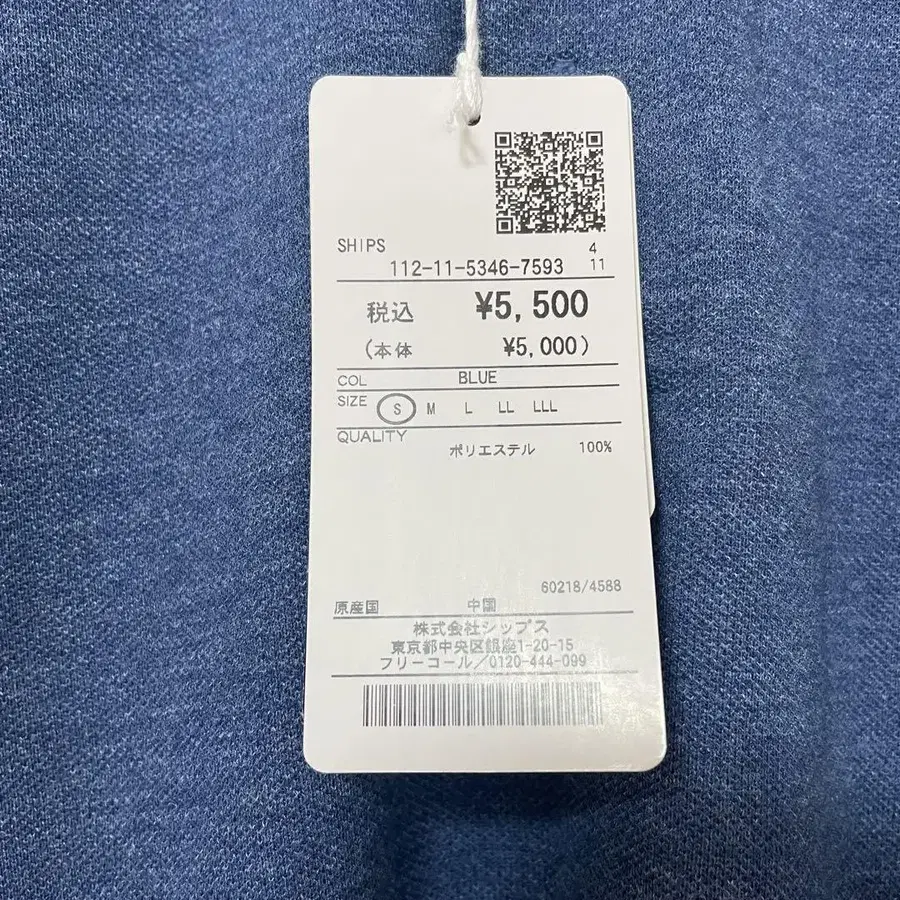 SHIPS 4
112-11-5346-7593 11
税込 ¥5,500
(本体 ¥5,000)
COL BLUE
SIZE S M L LL LLL
QUALITY
ポリエステル 100%
60218/4588
原産国 中国
株式会社シップス
東京都中央区銀座1-20-15
フリーコール/0120-444-099